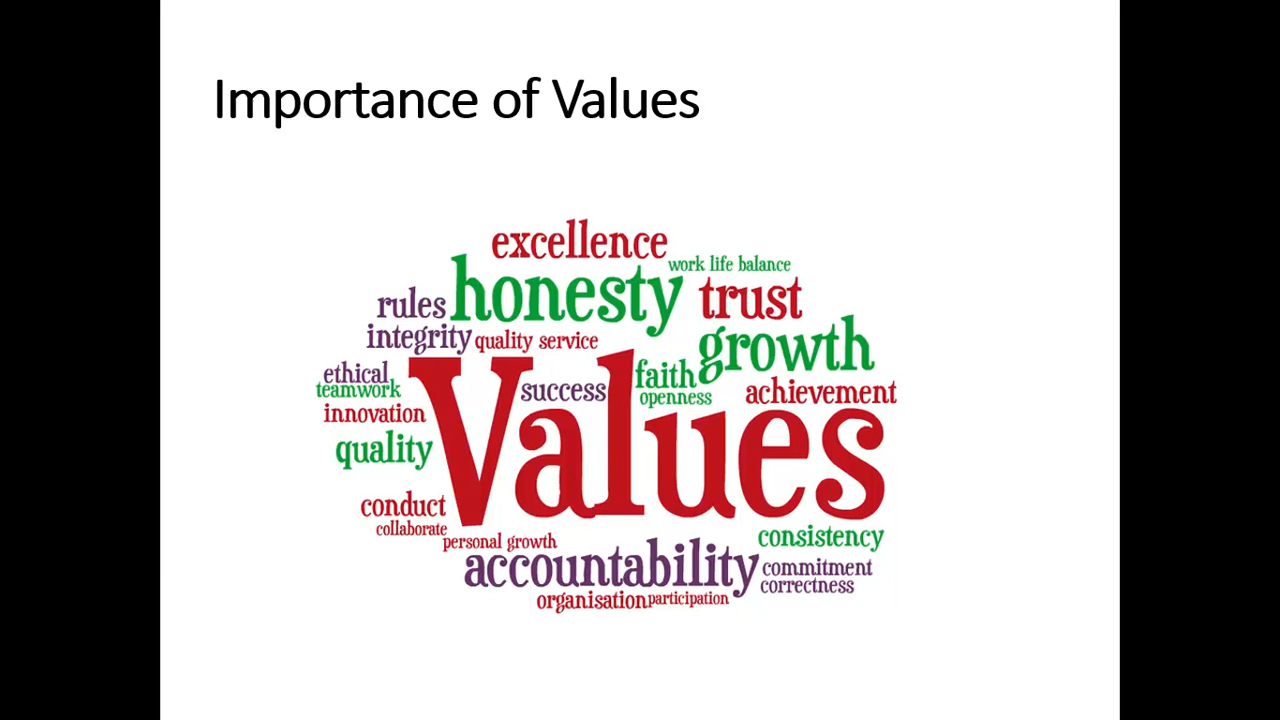 Importance of Values
excellence
work life balance
honesty
trust
rules
integrity
quality service
growth
ethical
teamwork
success
faith
openness
achievement
innovation
Values
quality
conduct
collaborate
personal growth
consistency
accountability
commitment
correctness
organisation
participation